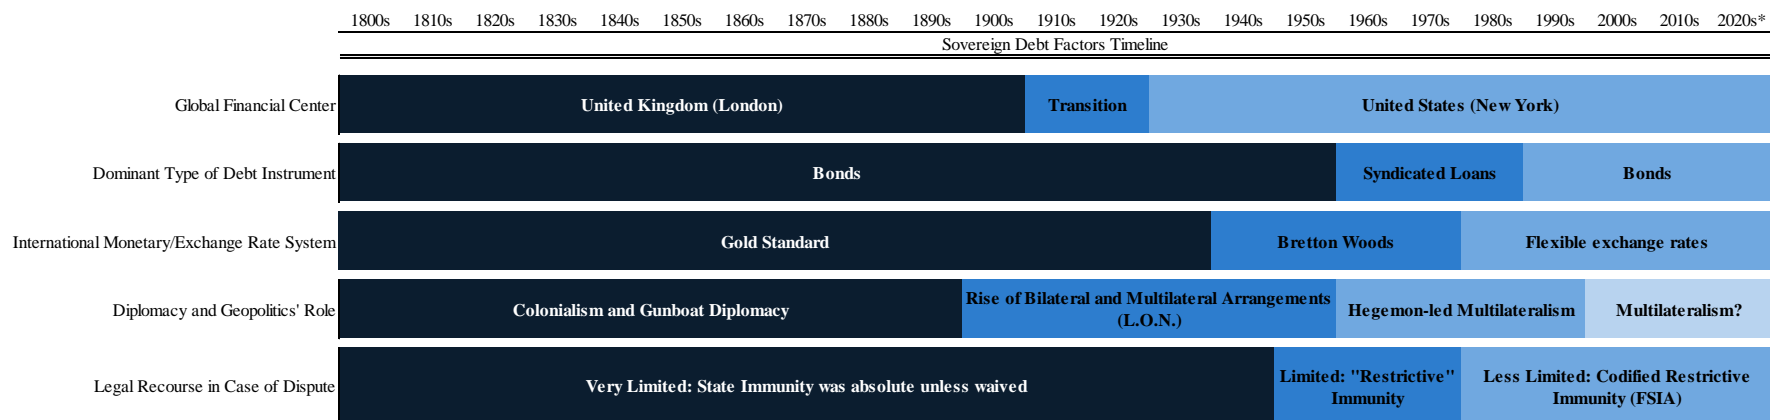 1800s 1810s 1820s 1830s 1840s 1850s 1860s 1870s 1880s 1890s 1900s 1910s 1920s 1930s 1940s 1950s 1960s 1970s 1980s 1990s 2000s 2010s 2020s*
Sovereign Debt Factors Timeline
Global Financial Center United Kingdom (London) Transition United States (New York)
Dominant Type of Debt Instrument Bonds Syndicated Loans Bonds
International Monetary/Exchange Rate System Gold Standard Bretton Woods Flexible exchange rates
Diplomacy and Geopolitics' Role Colonialism and Gunboat Diplomacy Rise of Bilateral and Multilateral Arrangements
(L.O.N.) Hegemon-led Multilateralism Multilateralism?
Legal Recourse in Case of Dispute Very Limited: State Immunity was absolute unless waived Limited: "Restrictive"
Immunity Less Limited: Codified Restrictive
Immunity (FSIA)